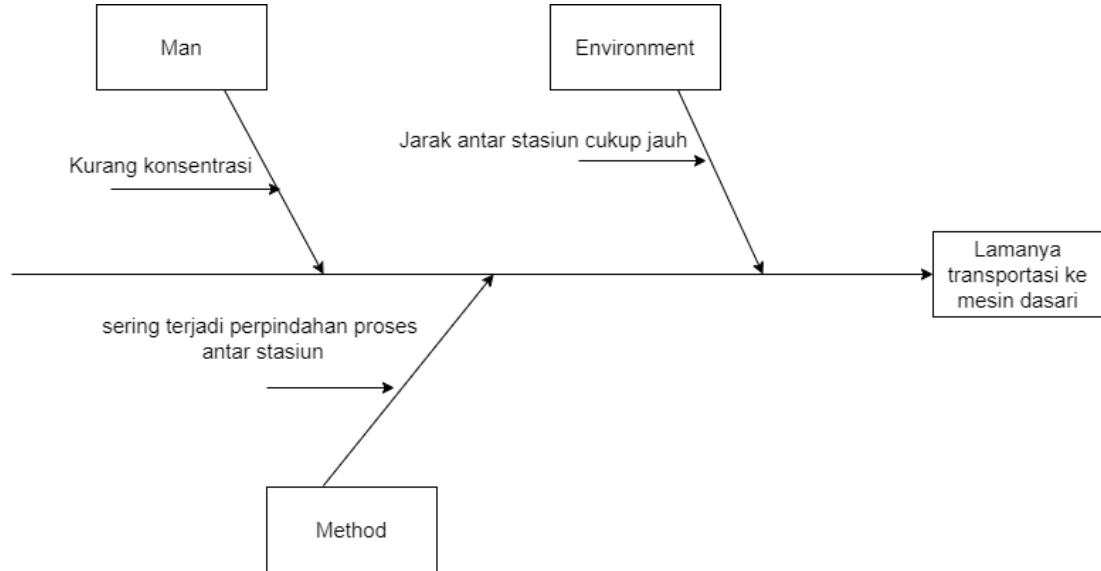 Man
Environment
Jarak antar stasiun cukup jauh
Kurang konsentrasi
Lamanya
transportasi ke
mesin dasari
sering terjadi perpindahan proses
antar stasiun
Method